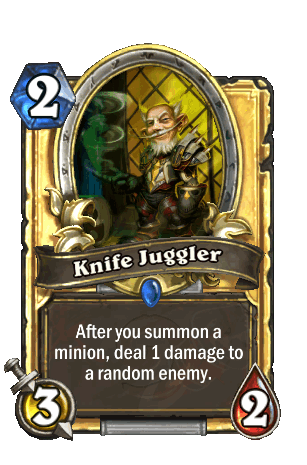 2
Knife Juggler
After you summon a
minion, deal 1 damage to
a random enemy.
3
2